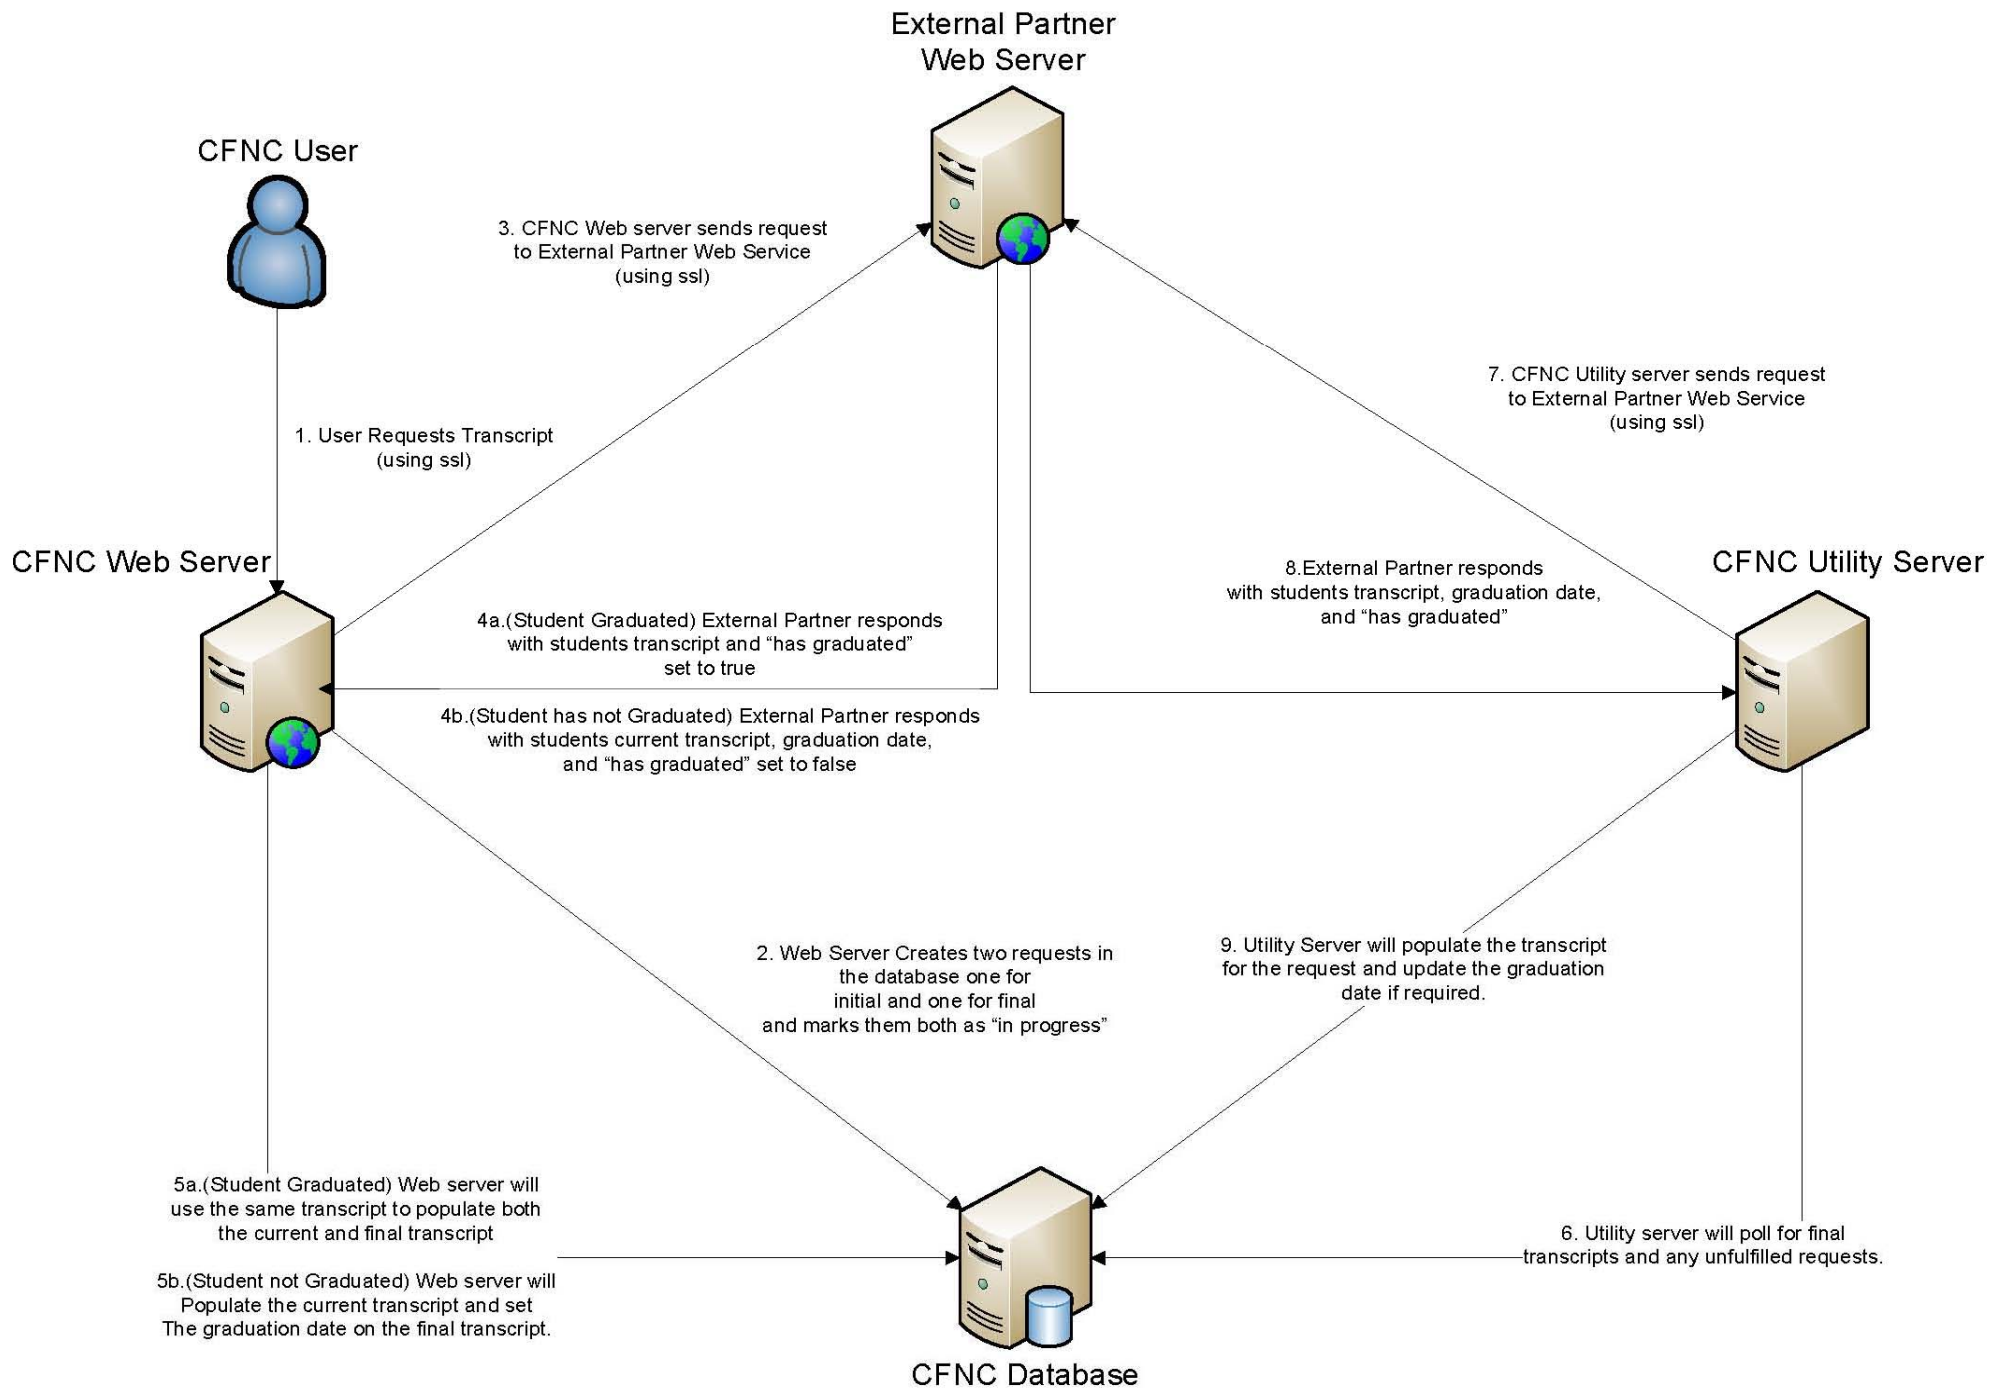 External Partner
Web Server
CFNC User
3. CFNC Web server sends request
to External Partner Web Service
(using ssl)
7. CFNC Utility server sends request
to External Partner Web Service
(using ssl)
1. User Requests Transcript
(using ssl)
CFNC Web Server
CFNC Utility Server
8.External Partner responds
with students transcript, graduation date,
and “has graduated”
4a.(Student Graduated) External Partner responds
with students transcript and “has graduated”
set to true
4b.(Student has not Graduated) External Partner responds
with students current transcript, graduation date,
and “has graduated” set to false
2. Web Server Creates two requests in
the database one for
initial and one for final
and marks them both as “in progress”
9. Utility Server will populate the transcript
for the request and update the graduation
date if required.
5a.(Student Graduated) Web server will
use the same transcript to populate both
the current and final transcript
5b.(Student not Graduated) Web server will
Populate the current transcript and set
The graduation date on the final transcript.
6. Utility server will poll for final
transcripts and any unfulfilled requests.
CFNC Database